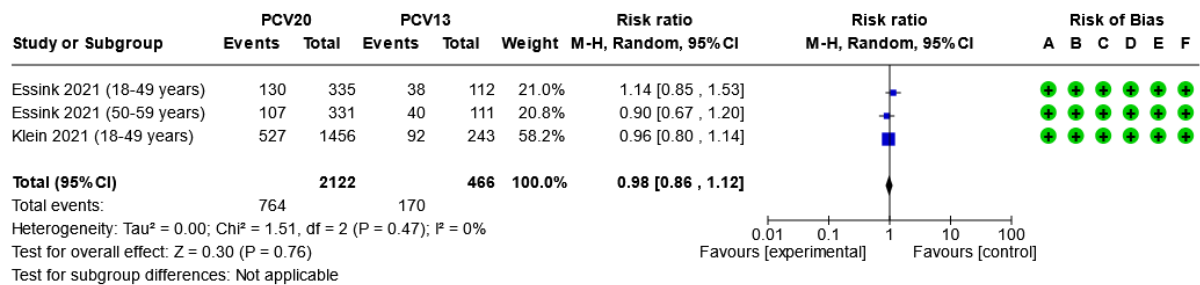 PCV20 PCV13 Risk ratio Risk ratio Risk of Bias
Study or Subgroup Events Total Events Total Weight M-H, Random, 95% CI M-H, Random, 95% CI A B C D E F
Essink 2021 (18-49 years) 130 335 38 112 21.0% 1.14 [0.85 , 1.53] + + + + + +
Essink 2021 (50-59 years) 107 331 40 111 20.8% 0.90 [0.67 , 1.20] + + + + + +
Klein 2021 (18-49 years) 527 1456 92 243 58.2% 0.96 [0.80 , 1.14] + + + + + +
Total (95% CI) 2122 466 100.0% 0.98 [0.86 , 1.12]
Total events: 764 170
Heterogeneity: Tau² = 0.00; Chi² = 1.51, df = 2 (P = 0.47); I² = 0% 0.01 0.1 1 10 100
Test for overall effect: Z = 0.30 (P = 0.76) Favours [experimental] Favours [control]
Test for subgroup differences: Not applicable